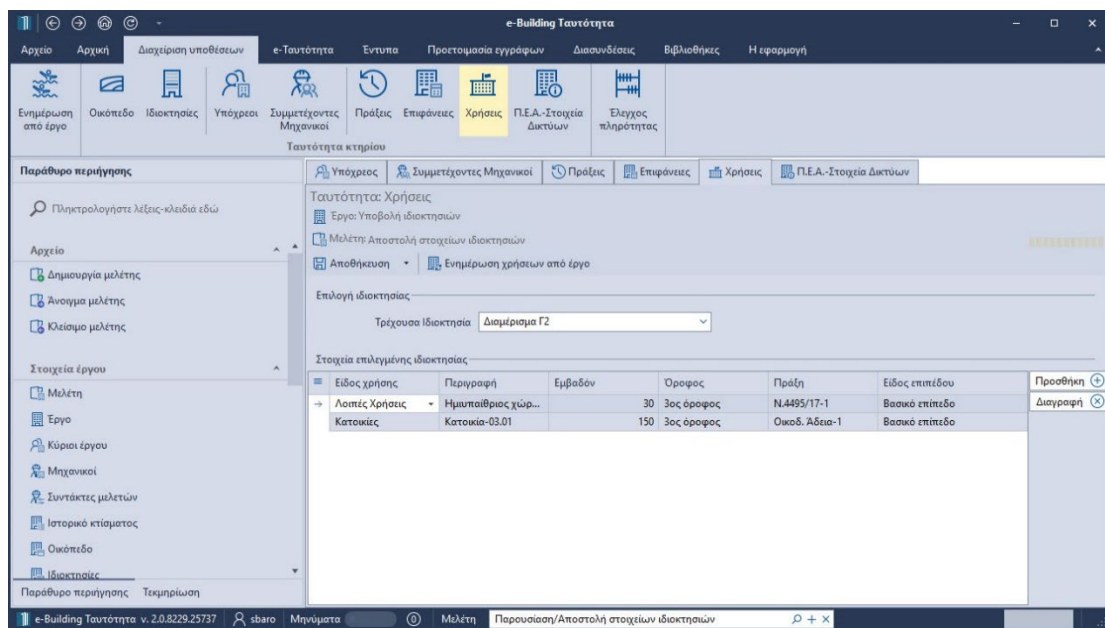 e-Building Ταυτότητα
Αρχείο Αρχική Διαχείριση υποθέσεων e-Ταυτότητα Έντυπα Προετοιμασία εγγράφων Διασυνδέσεις Βιβλιοθήκες Η εφαρμογή
Ενημέρωση από έργο
Οικόπεδο
Ιδιοκτησίες
Υπόχρεοι
Συμμετέχοντες Μηχανικοί
Πράξεις
Επιφάνειες
Χρήσεις
Π.Ε.Α.-Στοιχεία Δικτύων
Έλεγχος πληρότητας
Ταυτότητα κτηρίου
Παράθυρο περιήγησης
Πληκτρολογήστε λέξεις-κλειδιά εδώ
Αρχείο
Δημιουργία μελέτης
Άνοιγμα μελέτης
Κλείσιμο μελέτης
Στοιχεία έργου
Μελέτη
Έργο
Κύριοι έργου
Μηχανικοί
Συντάκτες μελετών
Ιστορικό κτίσματος
Οικόπεδο
Ιδιοκτησίες
Παράθυρο περιήγησης Τεκμηρίωση
Υπόχρεος Συμμετέχοντες Μηχανικοί Πράξεις Επιφάνειες Χρήσεις Π.Ε.Α.-Στοιχεία Δικτύων
Ταυτότητα: Χρήσεις
Έργο: Υποβολή ιδιοκτησιών
Μελέτη: Αποστολή στοιχείων ιδιοκτησιών
Αποθήκευση Ενημέρωση χρήσεων από έργο
Επιλογή ιδιοκτησίας
Τρέχουσα Ιδιοκτησία Διαμέρισμα Γ2
Στοιχεία επιλεγμένης ιδιοκτησίας
Είδος χρήσης Περιγραφή Εμβαδόν Όροφος Πράξη Είδος επιπέδου
Λοιπές Χρήσεις Ημιυπαίθριος χώρ... 30 3ος όροφος Ν.4495/17-1 Βασικό επίπεδο
Κατοικίες Κατοικία-03.01 150 3ος όροφος Οικοδ. Άδεια-1 Βασικό επίπεδο
Προσθήκη
Διαγραφή
e-Building Ταυτότητα v. 2.0.8229.25737 sbaro Μηνύματα (0) Μελέτη Παρουσίαση/Αποστολή στοιχείων ιδιοκτησιών